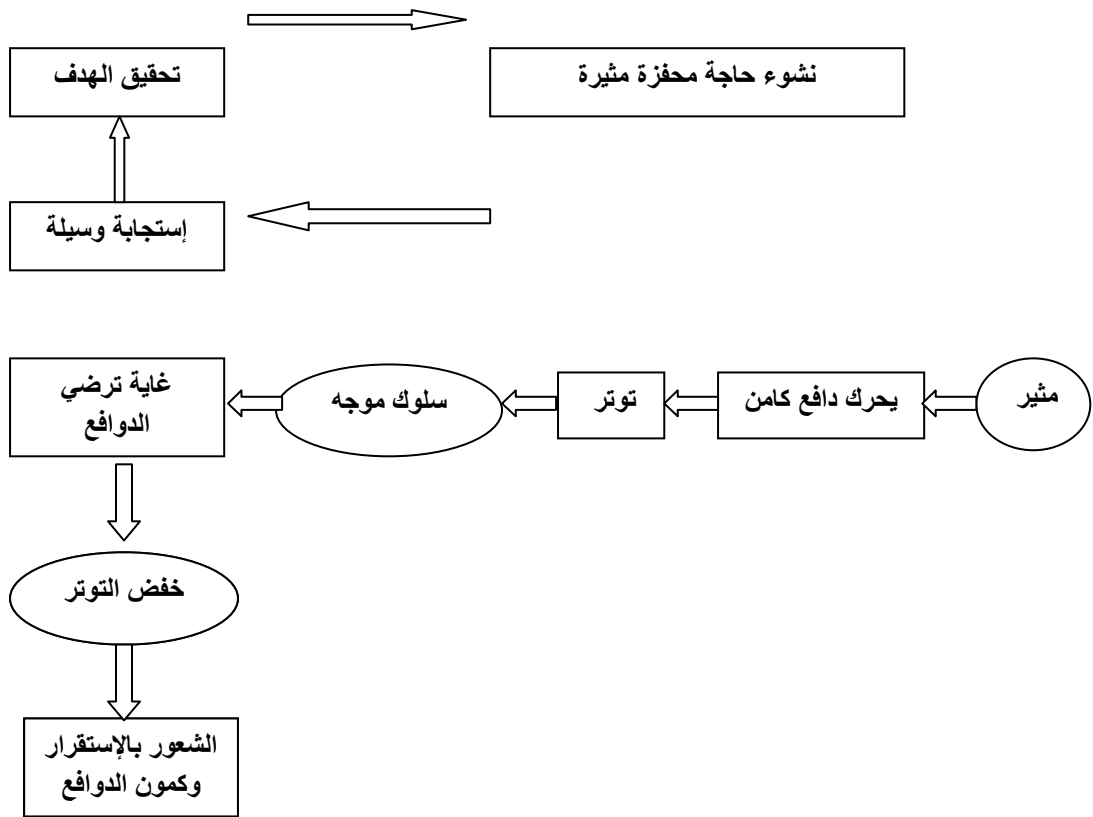 نشوء حاجة محفزة مثيرة
تحقيق الهدف
إستجابة وسيلة
مثير
يحرك دافع كامن
توتر
سلوك موجه
غاية ترضي
الدوافع
خفض التوتر
الشعور بالإستقرار
وكمون الدوافع